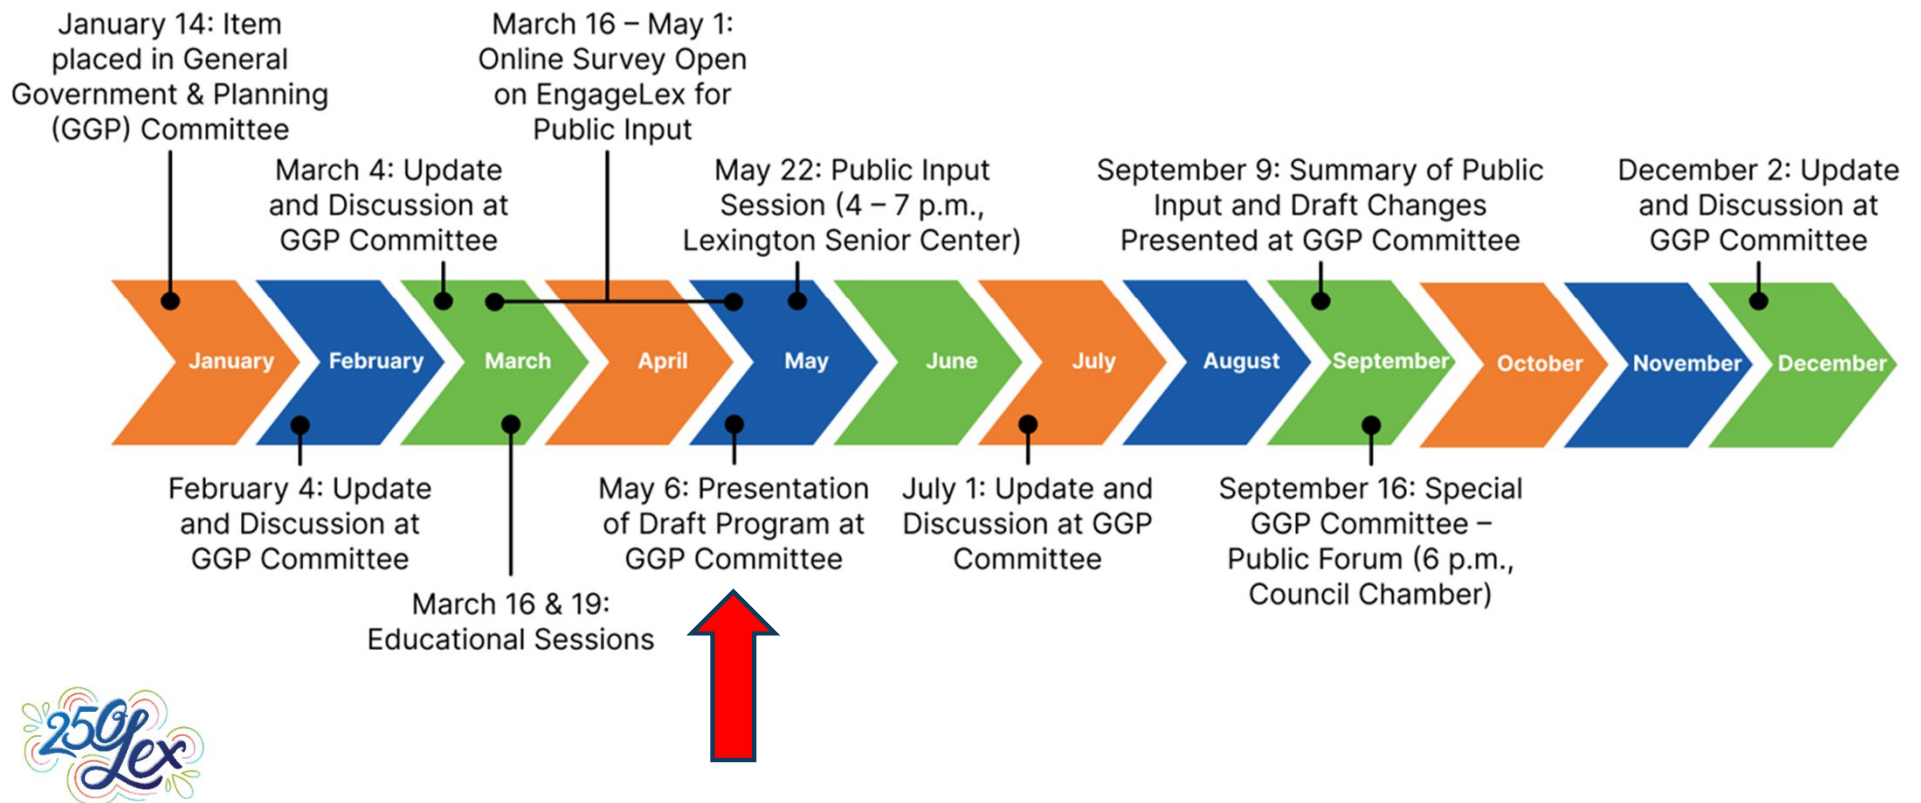 January 14: Item
placed in General
Government & Planning
(GGP) Committee
March 16 – May 1:
Online Survey Open
on EngageLex for
Public Input
March 4: Update
and Discussion at
GGP Committee
May 22: Public Input
Session (4 – 7 p.m.,
Lexington Senior Center)
September 9: Summary of Public
Input and Draft Changes
Presented at GGP Committee
December 2: Update
and Discussion at
GGP Committee
January
February
March
April
May
June
July
August
September
October
November
December
February 4: Update
and Discussion at
GGP Committee
March 16 & 19:
Educational Sessions
May 6: Presentation
of Draft Program at
GGP Committee
July 1: Update and
Discussion at GGP
Committee
September 16: Special
GGP Committee –
Public Forum (6 p.m.,
Council Chamber)
250Lex